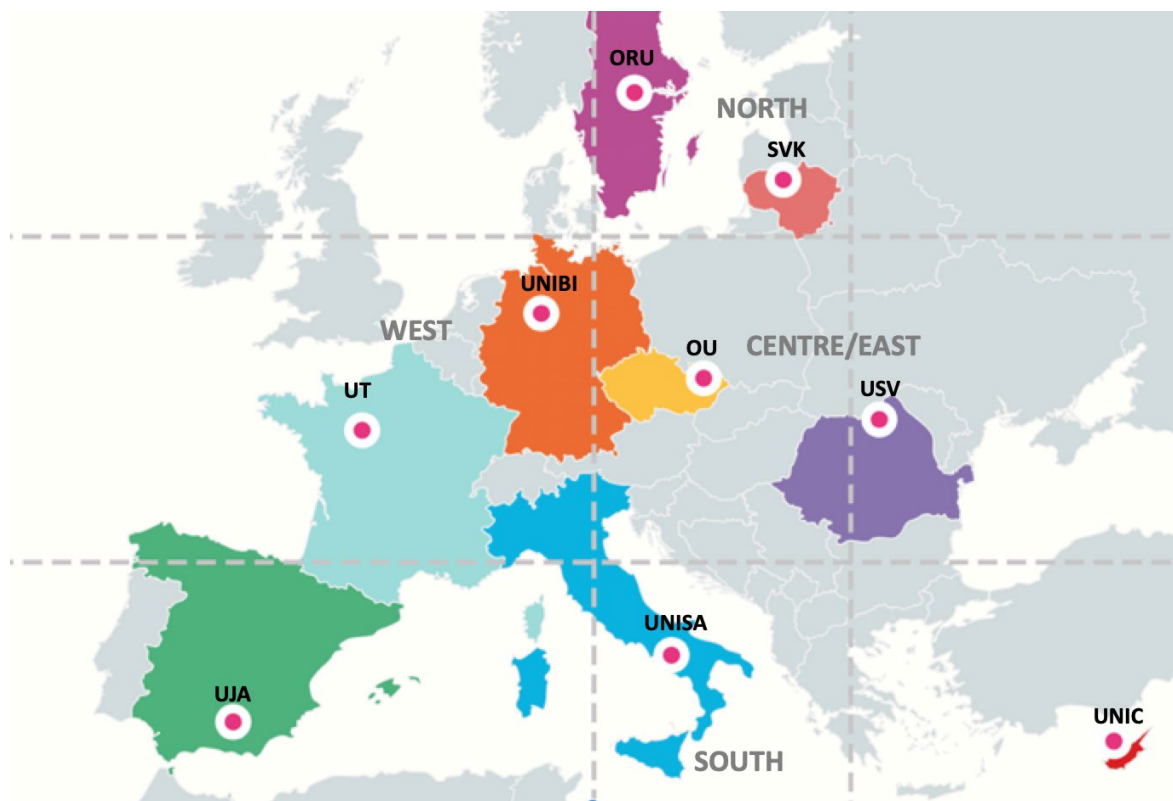 ORU
NORTH
SVK
UNIBI
WEST
OU
CENTRE/EAST
UT
USV
UNISA
UJA
UNIC
SOUTH